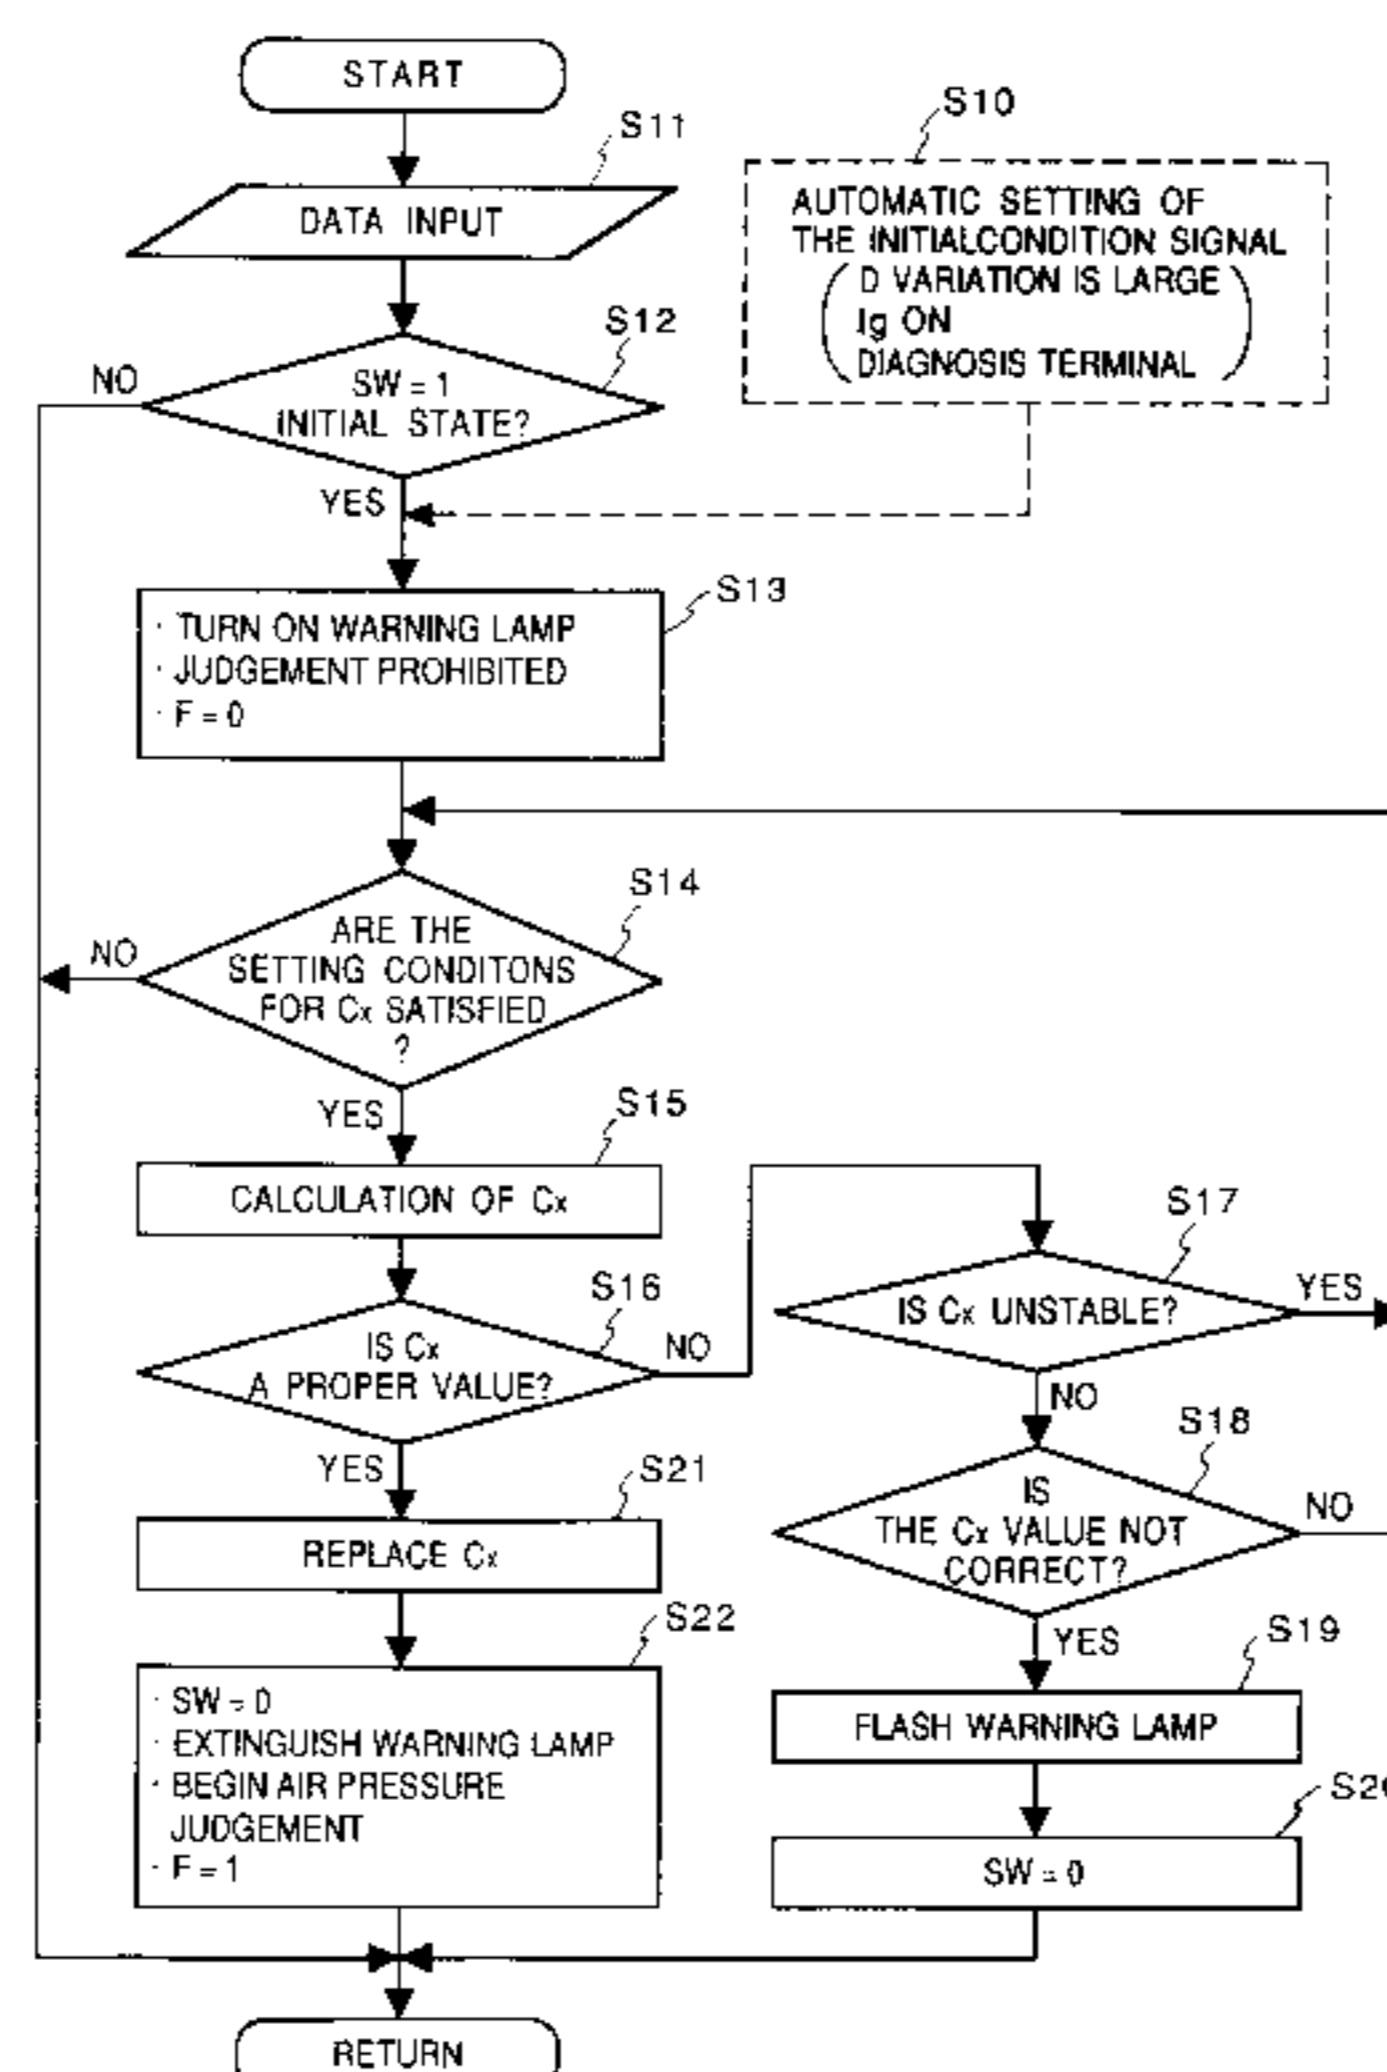 START
S11
DATA INPUT
S10
AUTOMATIC SETTING OF
THE INITIALCONDITION SIGNAL
D VARIATION IS LARGE
Ig ON
DIAGNOSIS TERMINAL
S12
NO
SW = 1
INITIAL STATE?
YES
S13
· TURN ON WARNING LAMP
· JUDGEMENT PROHIBITED
· F = 0
S14
NO
ARE THE
SETTING CONDITONS
FOR Cx SATISFIED
?
YES
S15
CALCULATION OF Cx
S16
IS Cx
A PROPER VALUE?
NO
YES
S17
IS Cx UNSTABLE?
YES
NO
S18
IS
THE Cx VALUE NOT
CORRECT?
NO
YES
S21
REPLACE Cx
S22
· SW = 0
· EXTINGUISH WARNING LAMP
· BEGIN AIR PRESSURE
JUDGEMENT
· F = 1
S19
FLASH WARNING LAMP
SW = 0
RETURN